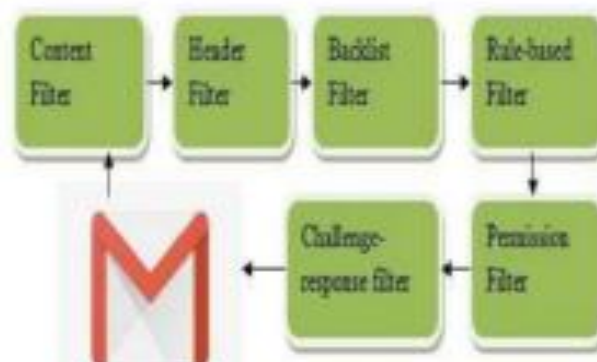 Content
Filter
Header
Filter
Backlist
Filter
Rule-based
Filter
Challenge-
response filter
Permission
Filter